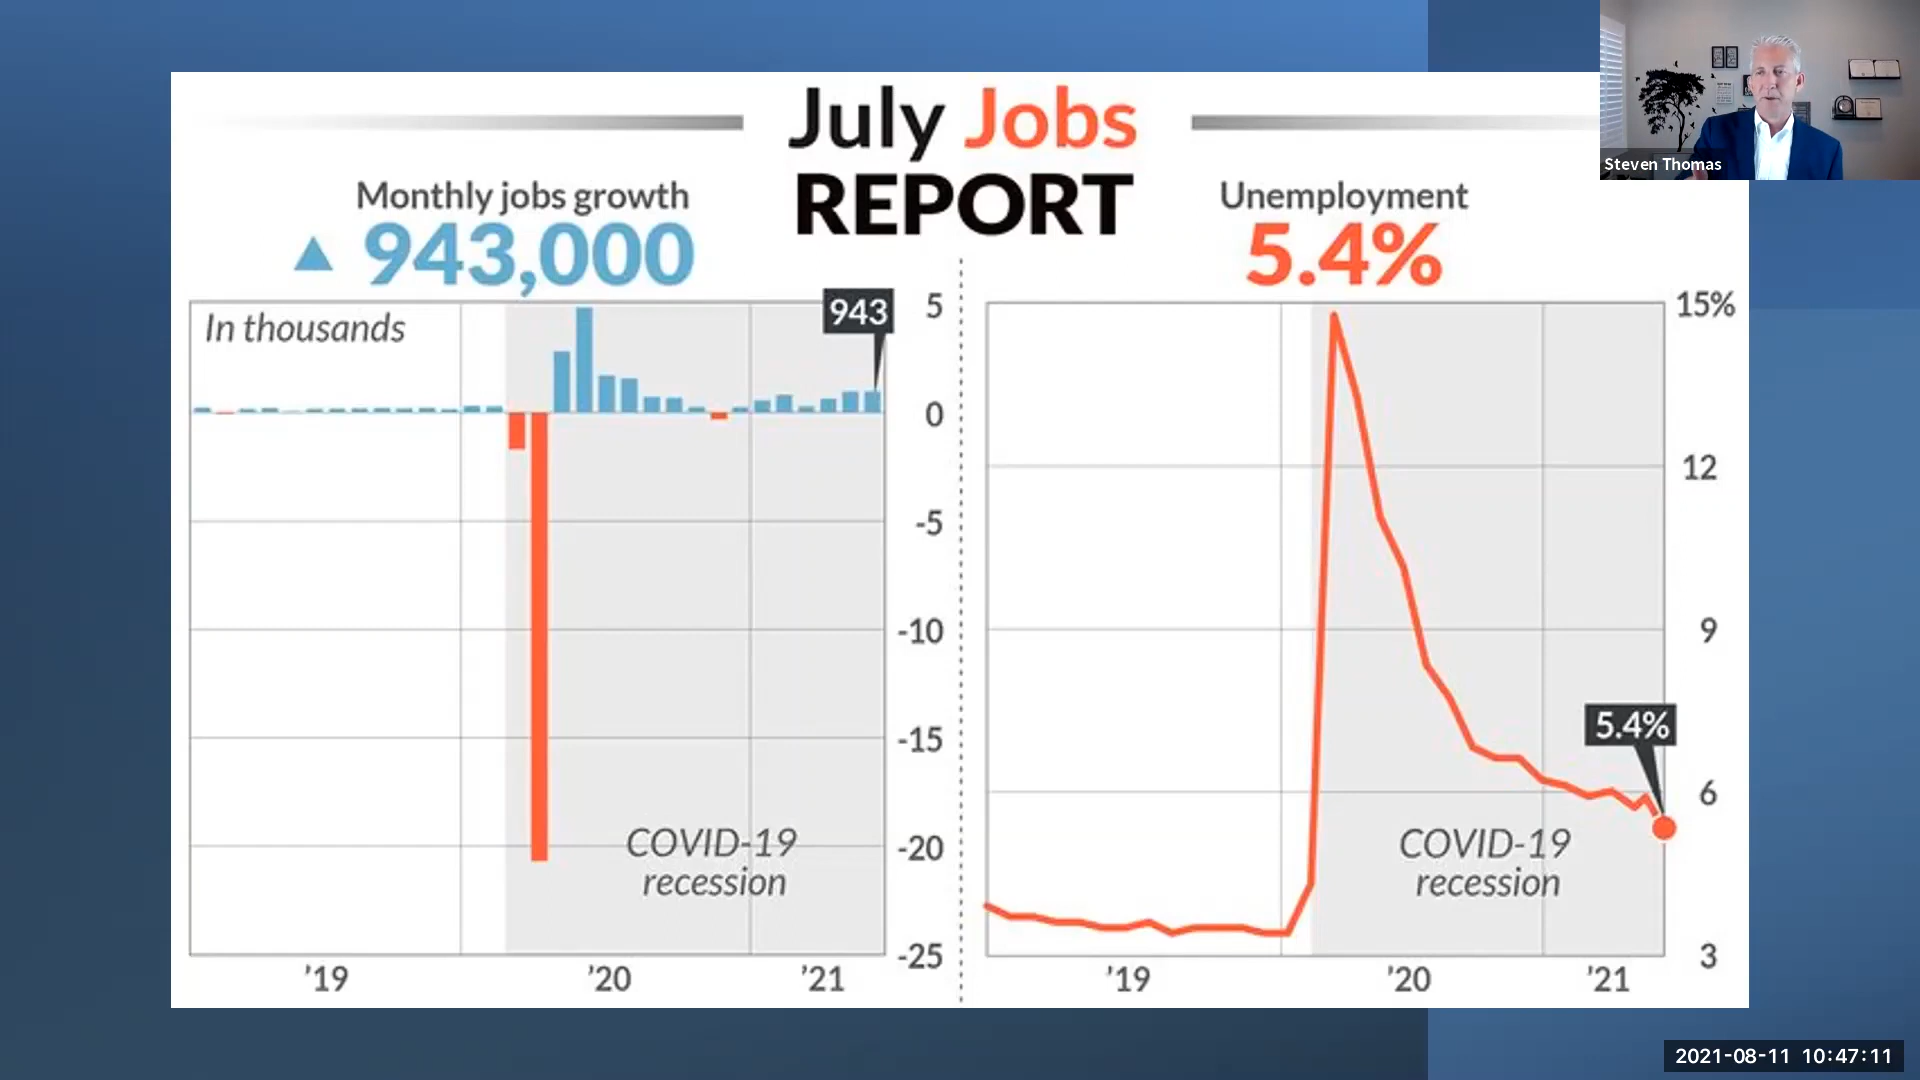 July Jobs
REPORT
Monthly jobs growth
▲ 943,000
In thousands
943
5
0
-5
-10
-15
-20
-25
COVID-19
recession
'19
'20
'21
Unemployment
5.4%
15%
12
9
6
3
5.4%
COVID-19
recession
'19
'20
'21
Steven Thomas
2021-08-11 10:47:11